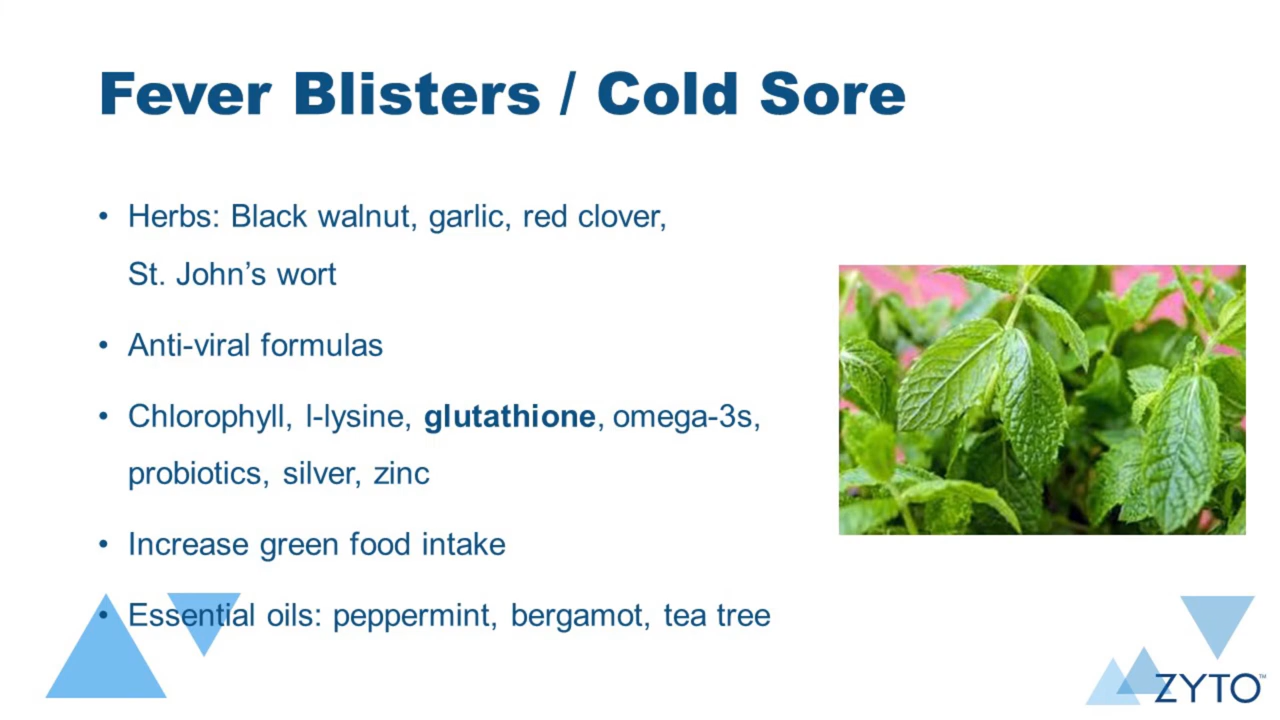 Fever Blisters / Cold Sore
• Herbs: Black walnut, garlic, red clover,
St. John’s wort
• Anti-viral formulas
• Chlorophyll, l-lysine, glutathione, omega-3s,
probiotics, silver, zinc
• Increase green food intake
• Essential oils: peppermint, bergamot, tea tree
ZYTO™